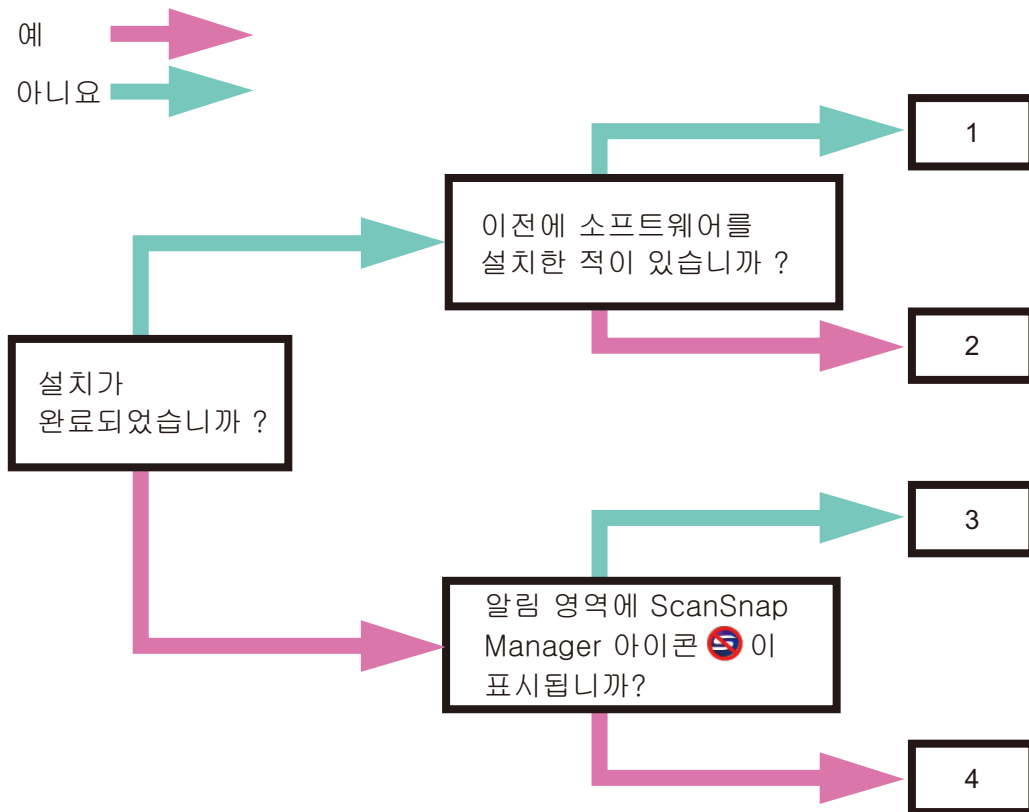 예
아니요
1
이전에 소프트웨어를
설치한 적이 있습니까 ?
2
설치가
완료되었습니까 ?
3
알림 영역에 ScanSnap
Manager 아이콘 이
표시됩니까?
4